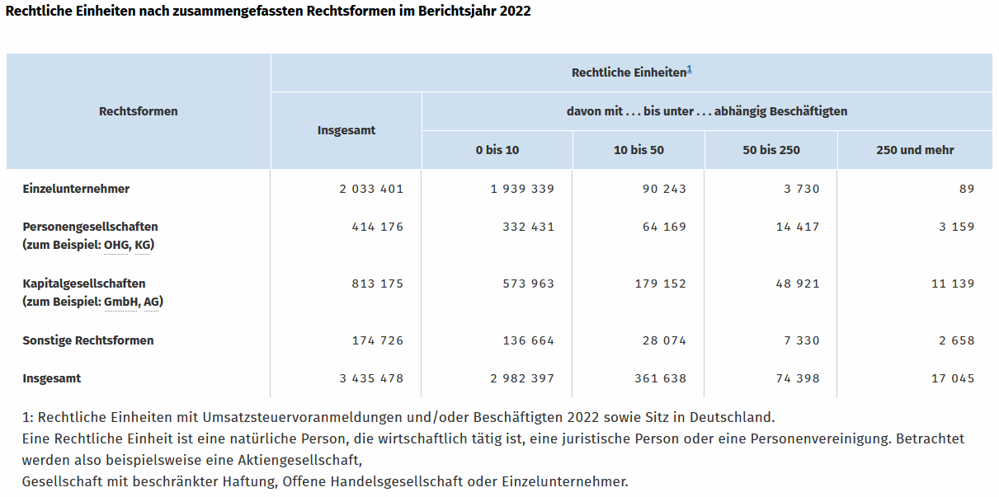 Rechtliche Einheiten nach zusammengefassten Rechtsformen im Berichtsjahr 2022
Rechtsformen
Rechtliche Einheiten1
Insgesamt
davon mit . . . bis unter . . . abhängig Beschäftigten
0 bis 10 10 bis 50 50 bis 250 250 und mehr
Einzelunternehmer 2 033 401 1 939 339 90 243 3 730 89
Personengesellschaften 414 176 332 431 64 169 14 417 3 159
(zum Beispiel: OHG, KG)
Kapitalgesellschaften 813 175 573 963 179 152 48 921 11 139
(zum Beispiel: GmbH, AG)
Sonstige Rechtsformen 174 726 136 664 28 074 7 330 2 658
Insgesamt 3 435 478 2 982 397 361 638 74 398 17 045
1: Rechtliche Einheiten mit Umsatzsteuervoranmeldungen und/oder Beschäftigten 2022 sowie Sitz in Deutschland.
Eine Rechtliche Einheit ist eine natürliche Person, die wirtschaftlich tätig ist, eine juristische Person oder eine Personenvereinigung. Betrachtet
werden also beispielsweise eine Aktiengesellschaft,
Gesellschaft mit beschränkter Haftung, Offene Handelsgesellschaft oder Einzelunternehmer.